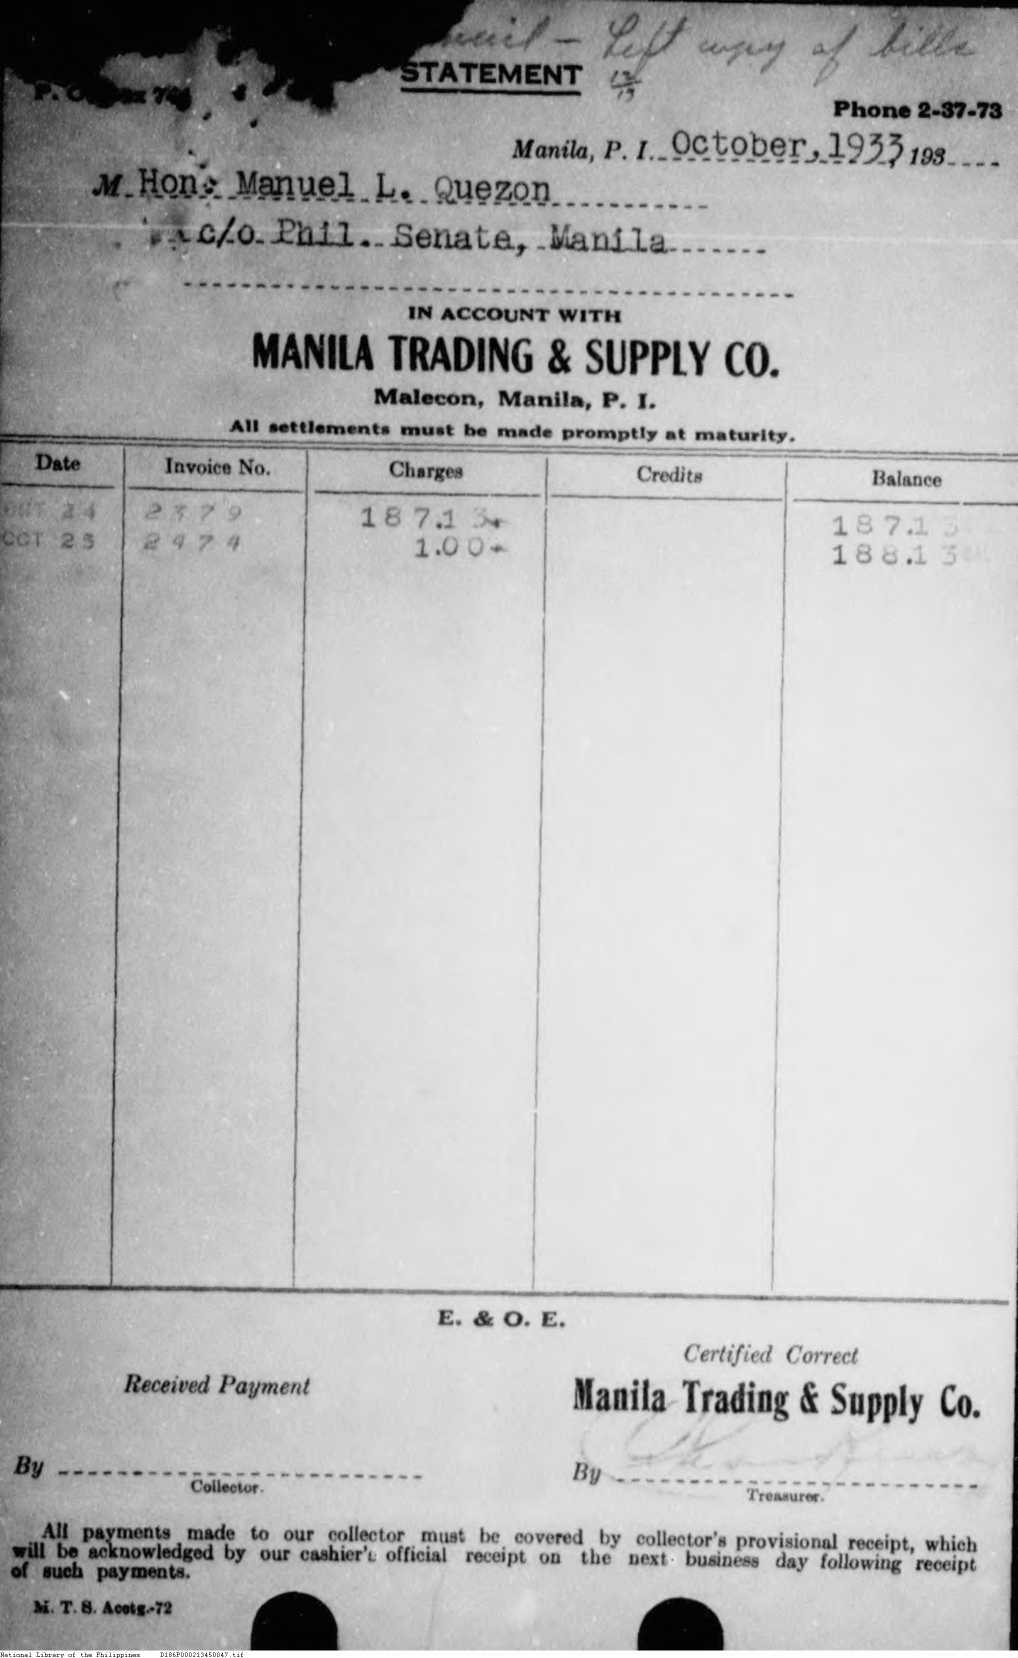 Left copy of bills
STATEMENT
12/13
Phone 2-37-73
Manila, P. I. October, 1933, 193
M Hon. Manuel L. Quezon
c/o Phil. Senate, Manila
IN ACCOUNT WITH
MANILA TRADING & SUPPLY CO.
Malecon, Manila, P. I.
All settlements must be made promptly at maturity.
Date Invoice No. Charges Credits Balance
OCT 24 2379 187.13 187.13
OCT 25 2474 1.00 188.13
E. & O. E.
Certified Correct
Received Payment
Manila Trading & Supply Co.
By By
Collector. Treasurer.
All payments made to our collector must be covered by collector's provisional receipt, which
will be acknowledged by our cashier's official receipt on the next business day following receipt
of such payments.
M. T. S. Acctg.-72
National Library of the Philippines D186P000213450047.tif